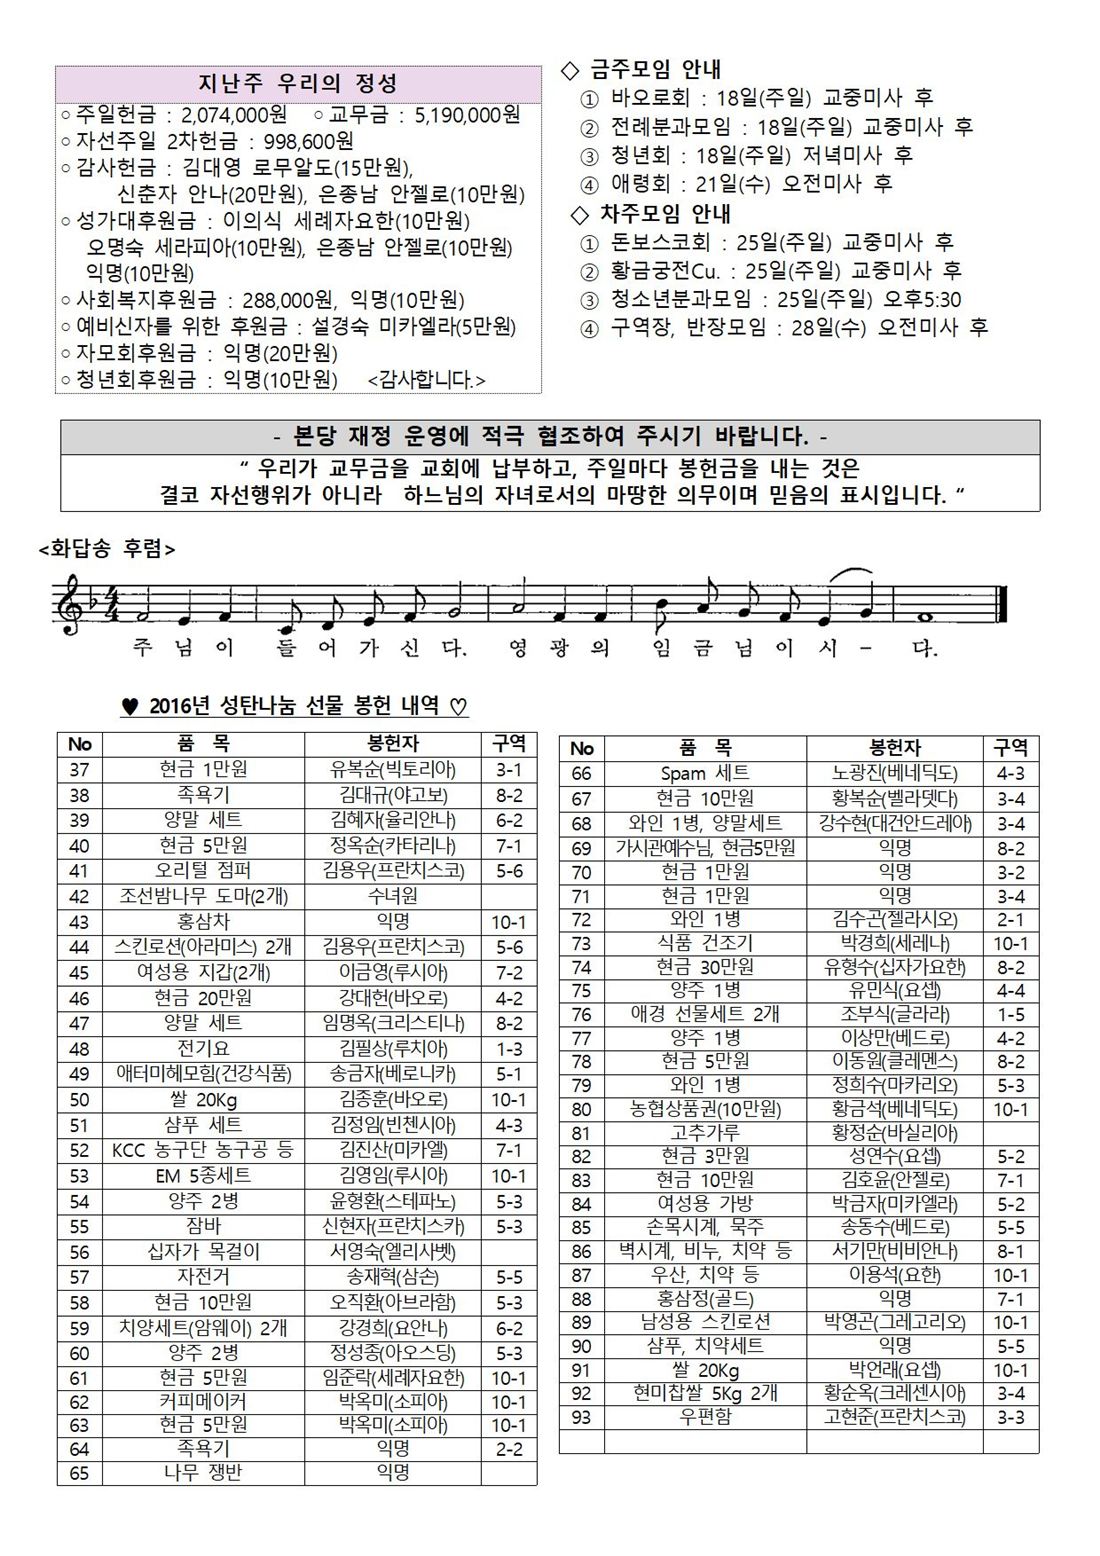 지난주 우리의 정성
○ 주일헌금 : 2,074,000원 ○ 교무금 : 5,190,000원
○ 자선주일 2차헌금 : 998,600원
○ 감사헌금 : 김대영 로무알도(15만원),
신춘자 안나(20만원), 은종남 안젤로(10만원)
○ 성가대후원금 : 이의식 세례자요한(10만원)
오명숙 세라피아(10만원), 은종남 안젤로(10만원)
익명(10만원)
○ 사회복지후원금 : 288,000원, 익명(10만원)
○ 예비신자를 위한 후원금 : 설경숙 미카엘라(5만원)
○ 자모회후원금 : 익명(20만원)
○ 청년회후원금 : 익명(10만원) <감사합니다.>
◇ 금주모임 안내
① 바오로회 : 18일(주일) 교중미사 후
② 전례분과모임 : 18일(주일) 교중미사 후
③ 청년회 : 18일(주일) 저녁미사 후
④ 애령회 : 21일(수) 오전미사 후
◇ 차주모임 안내
① 돈보스코회 : 25일(주일) 교중미사 후
② 황금궁전Cu. : 25일(주일) 교중미사 후
③ 청소년분과모임 : 25일(주일) 오후5:30
④ 구역장, 반장모임 : 28일(수) 오전미사 후
- 본당 재정 운영에 적극 협조하여 주시기 바랍니다. -
“ 우리가 교무금을 교회에 납부하고, 주일마다 봉헌금을 내는 것은
결코 자선행위가 아니라 하느님의 자녀로서의 마땅한 의무이며 믿음의 표시입니다. “
<화답송 후렴>
주 님 이 들 어 가 신 다. 영 광 의 임 금 님 이 시 - 다.
♥ 2016년 성탄나눔 선물 봉헌 내역 ♡
No 품 목 봉헌자 구역
37 현금 1만원 유복순(빅토리아) 3-1
38 족욕기 김대규(야고보) 8-2
39 양말 세트 김혜자(율리안나) 6-2
40 현금 5만원 정옥순(카타리나) 7-1
41 오리털 점퍼 김용우(프란치스코) 5-6
42 조선밤나무 도마(2개) 수녀원
43 홍삼차 익명 10-1
44 스킨로션(아라미스) 2개 김용우(프란치스코) 5-6
45 여성용 지갑(2개) 이금영(루시아) 7-2
46 현금 20만원 강대헌(바오로) 4-2
47 양말 세트 임명옥(크리스티나) 8-2
48 전기요 김필상(루치아) 1-3
49 애터미헤모힘(건강식품) 송금자(베로니카) 5-1
50 쌀 20Kg 김종훈(바오로) 10-1
51 샴푸 세트 김정임(빈첸시아) 4-3
52 KCC 농구단 농구공 등 김진산(미카엘) 7-1
53 EM 5종세트 김영임(루시아) 10-1
54 양주 2병 윤형환(스테파노) 5-3
55 잠바 신현자(프란치스카) 5-3
56 십자가 목걸이 서영숙(엘리사벳)
57 자전거 송재혁(삼손) 5-5
58 현금 10만원 오직환(아브라함) 5-3
59 치양세트(암웨이) 2개 강경희(요안나) 6-2
60 양주 2병 정성종(아오스딩) 5-3
61 현금 5만원 임준락(세례자요한) 10-1
62 커피메이커 박옥미(소피아) 10-1
63 현금 5만원 박옥미(소피아) 10-1
64 족욕기 익명 2-2
65 나무 쟁반 익명
No 품 목 봉헌자 구역
66 Spam 세트 노광진(베네딕도) 4-3
67 현금 10만원 황복순(벨라뎃다) 3-4
68 와인 1병, 양말세트 강수현(대건안드레아) 3-4
69 가시관예수님, 현금5만원 익명 8-2
70 현금 1만원 익명 3-2
71 현금 1만원 익명 3-4
72 와인 1병 김수곤(젤라시오) 2-1
73 식품 건조기 박경희(세레나) 10-1
74 현금 30만원 유형수(십자가요한) 8-2
75 양주 1병 유민식(요셉) 4-4
76 애경 선물세트 2개 조부식(글라라) 1-5
77 양주 1병 이상만(베드로) 4-2
78 현금 5만원 이동원(클레멘스) 8-2
79 와인 1병 정희수(마카리오) 5-3
80 농협상품권(10만원) 황금석(베네딕도) 10-1
81 고추가루 황정순(바실리아)
82 현금 3만원 성연수(요셉) 5-2
83 현금 10만원 김호윤(안젤로) 7-1
84 여성용 가방 박금자(미카엘라) 5-2
85 손목시계, 묵주 송동수(베드로) 5-5
86 벽시계, 비누, 치약 등 서기만(비비안나) 8-1
87 우산, 치약 등 이용석(요한) 10-1
88 홍삼정(골드) 익명 7-1
89 남성용 스킨로션 박영곤(그레고리오) 10-1
90 샴푸, 치약세트 익명 5-5
91 쌀 20Kg 박언래(요셉) 10-1
92 현미찹쌀 5Kg 2개 황순옥(크레센시아) 3-4
93 우편함 고현준(프란치스코) 3-3